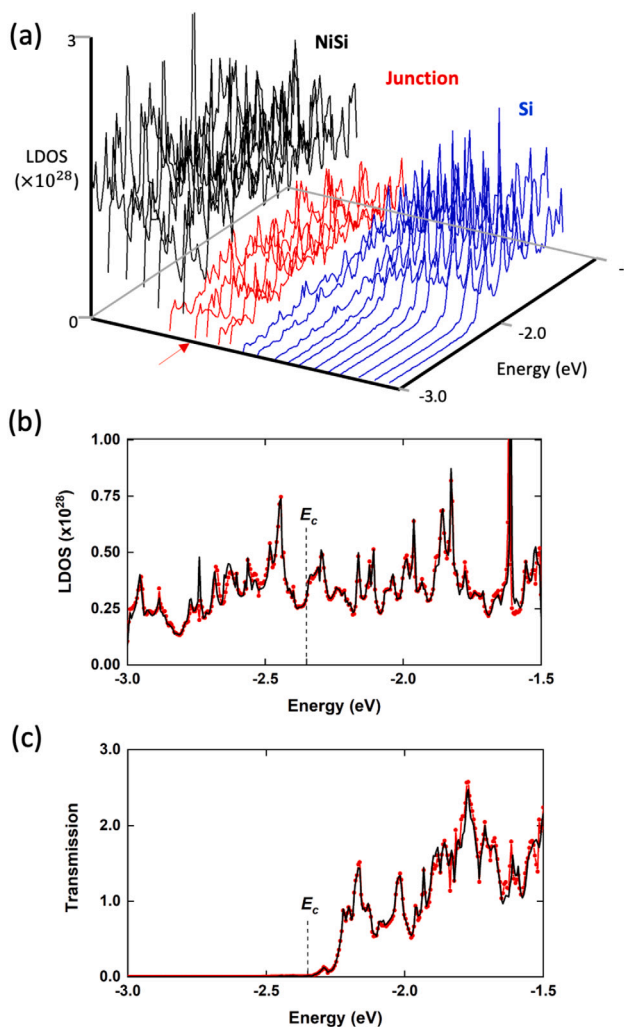 (a)
3
NiSi
Junction
Si
LDOS
(×10²⁸)
0
-
-2.0
Energy (eV)
-3.0
(b)
1.00
0.75
0.50
0.25
0.00
LDOS (x10²⁸)
Ec
-3.0 -2.5 -2.0 -1.5
Energy (eV)
(c)
3.0
2.0
1.0
0.0
Transmission
Ec
-3.0 -2.5 -2.0 -1.5
Energy (eV)